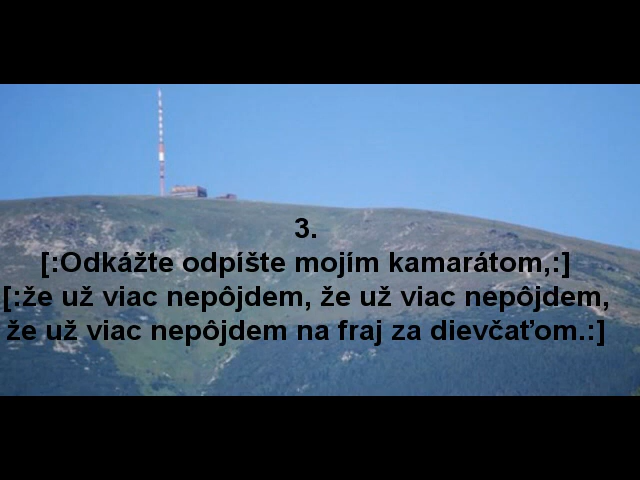 3.
[:Odkážte odpíšte mojím kamarátom,:]
[:že už viac nepôjdem, že už viac nepôjdem,
že už viac nepôjdem na fraj za dievčaťom.:]